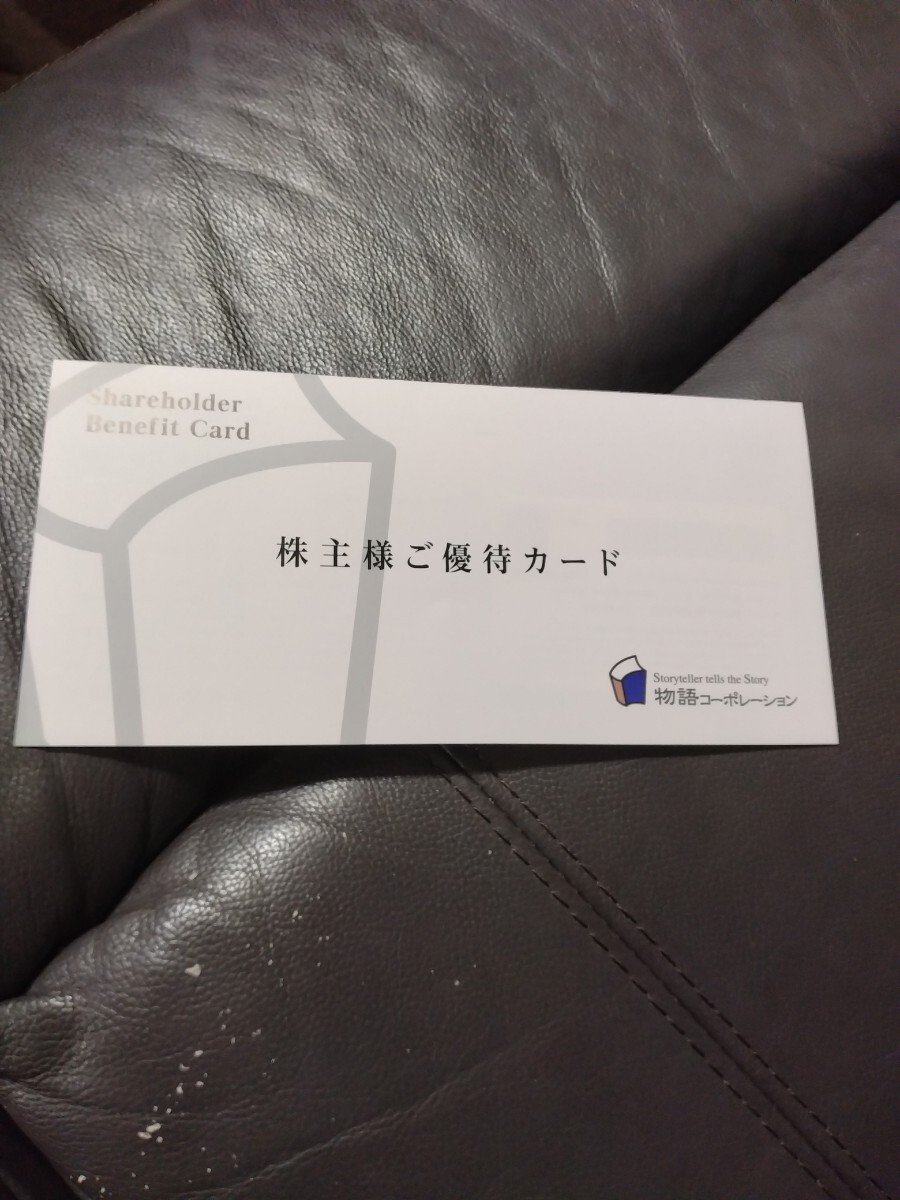 Shareholder
Benefit Card
株主様ご優待カード
Storyteller tells the Story
物語コーポレーション